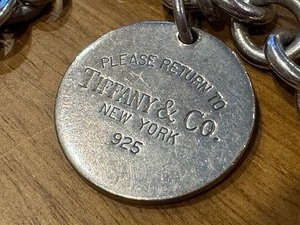 PLEASE RETURN TO
TIFFANY & CO.
NEW YORK
925